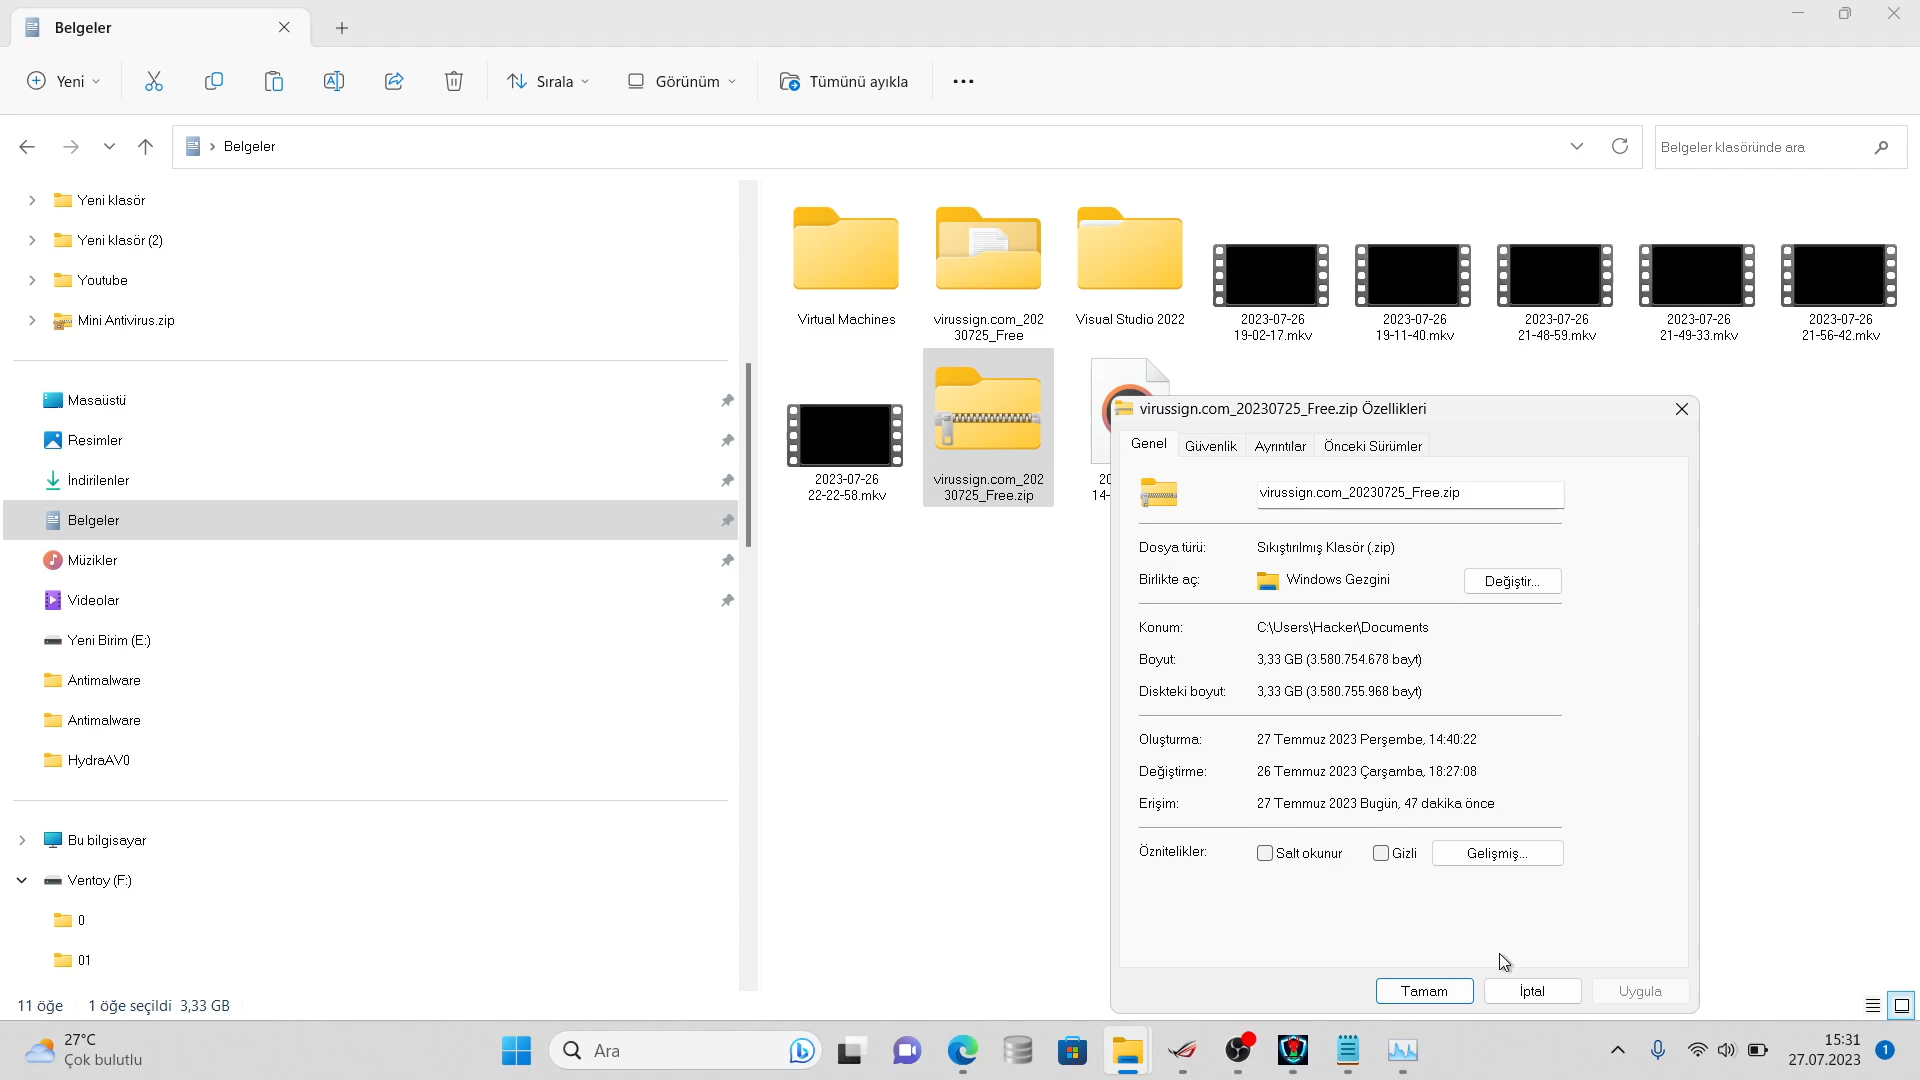 Belgeler
Yeni
Sırala
Görünüm
Tümünü ayıkla
Belgeler
Belgeler klasöründe ara
Yeni klasör
Yeni klasör (2)
Youtube
Mini Antivirus.zip
Masaüstü
Resimler
İndirilenler
Belgeler
Müzikler
Videolar
Yeni Birim (E:)
Antimalware
Antimalware
HydraAV0
Bu bilgisayar
Ventoy (F:)
0
01
Virtual Machines
virussign.com_202
30725_Free
Visual Studio 2022
2023-07-26
19-02-17.mkv
2023-07-26
19-11-40.mkv
2023-07-26
21-48-59.mkv
2023-07-26
21-49-33.mkv
2023-07-26
21-56-42.mkv
2023-07-26
22-22-58.mkv
virussign.com_202
30725_Free.zip
20
14-
virussign.com_20230725_Free.zip Özellikleri
Genel
Güvenlik
Ayrıntılar
Önceki Sürümler
virussign.com_20230725_Free.zip
Dosya türü: Sıkıştırılmış Klasör (.zip)
Birlikte aç: Windows Gezgini Değiştir...
Konum: C:\Users\Hacker\Documents
Boyut: 3,33 GB (3.580.754.678 bayt)
Diskteki boyut: 3,33 GB (3.580.755.968 bayt)
Oluşturma: 27 Temmuz 2023 Perşembe, 14:40:22
Değiştirme: 26 Temmuz 2023 Çarşamba, 18:27:08
Erişim: 27 Temmuz 2023 Bugün, 47 dakika önce
Öznitelikler: Salt okunur Gizli Gelişmiş...
Tamam İptal Uygula
11 öğe 1 öğe seçildi 3,33 GB
27°C
Çok bulutlu
Ara
15:31
27.07.2023
1